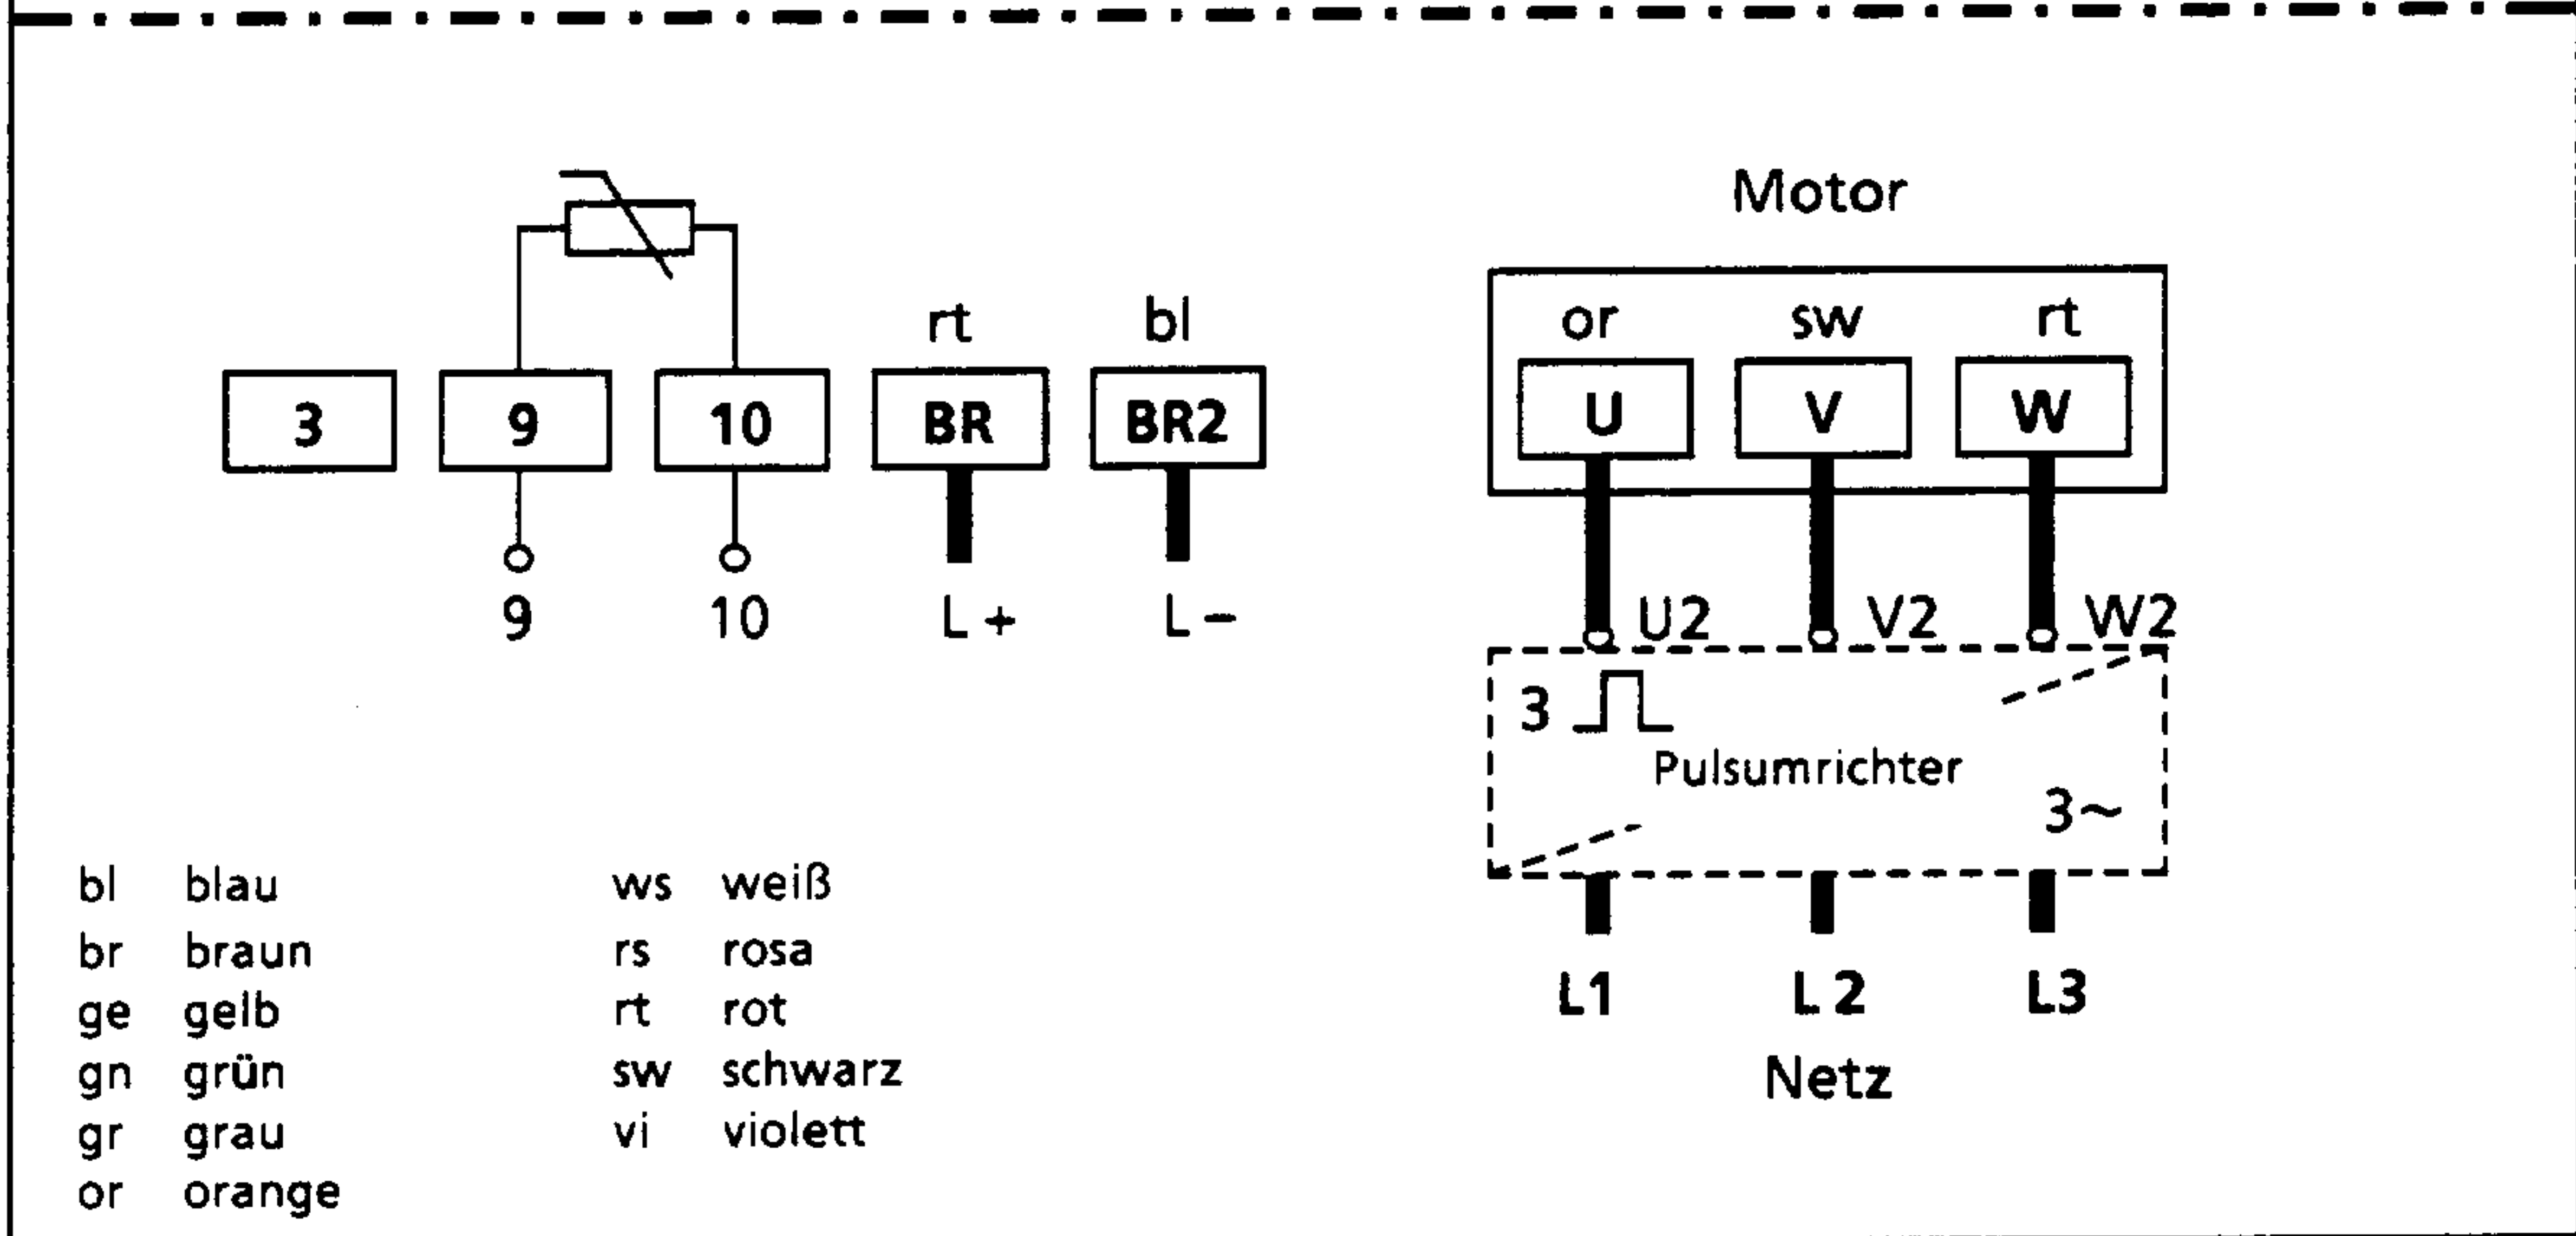 Motor
rt bl
or sw rt
3 9 10 BR BR2
U V W
9 10 L + L −
U2 V2 W2
3
Pulsumrichter
3~
bl blau ws weiß
br braun rs rosa
ge gelb rt rot
gn grün sw schwarz
gr grau vi violett
or orange
L1 L 2 L3
Netz